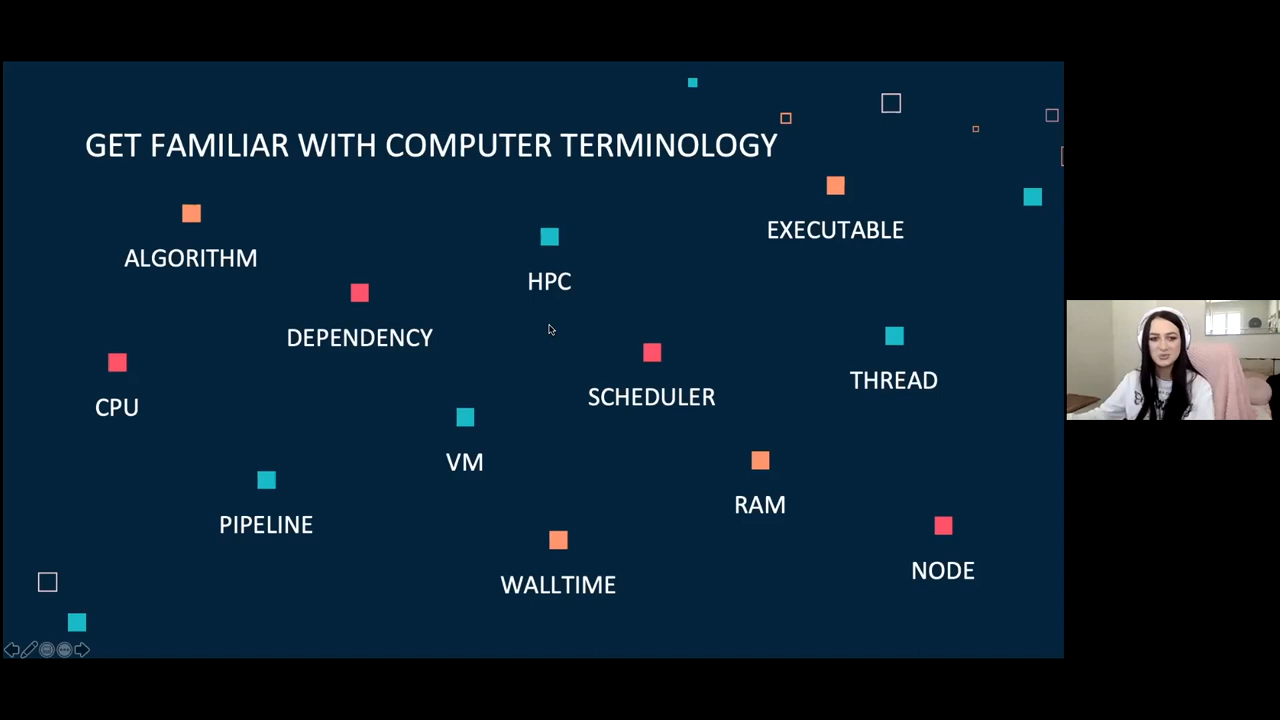 GET FAMILIAR WITH COMPUTER TERMINOLOGY
EXECUTABLE
ALGORITHM
HPC
DEPENDENCY
THREAD
SCHEDULER
CPU
VM
RAM
PIPELINE
NODE
WALLTIME